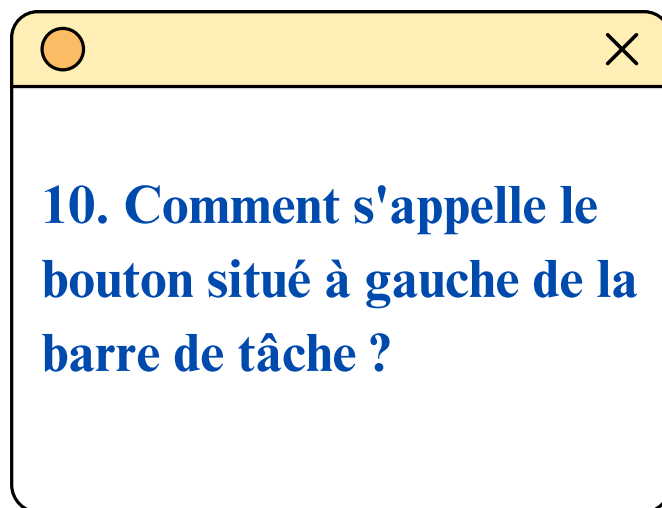 10. Comment s'appelle le
bouton situé à gauche de la
barre de tâche ?